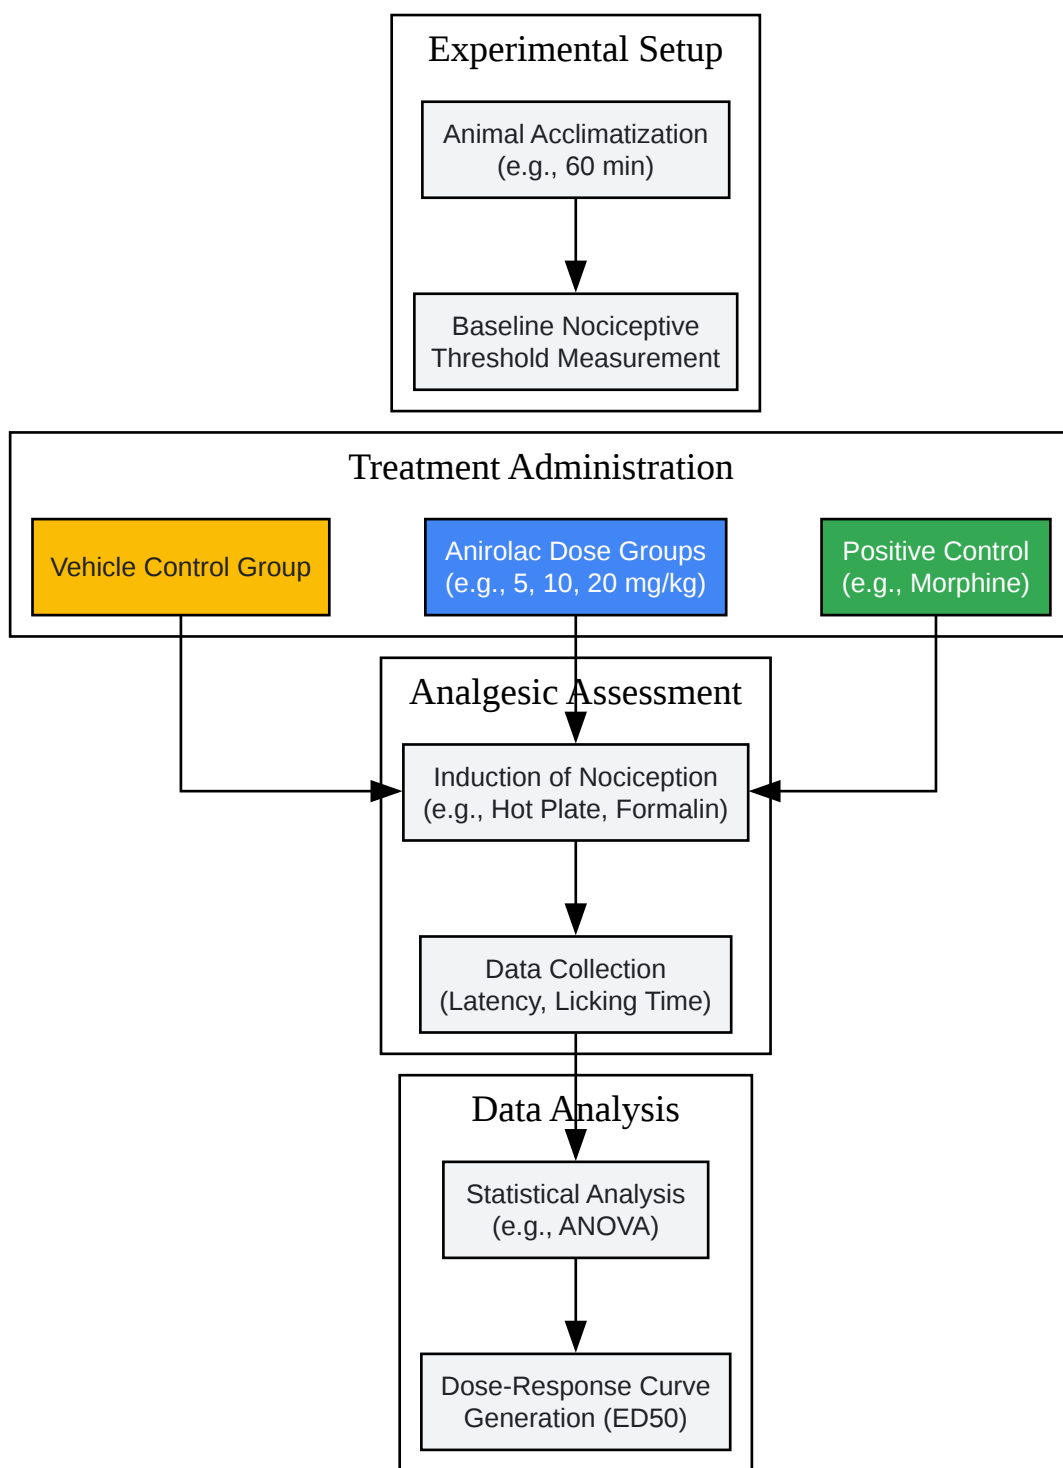 Experimental Setup
Animal Acclimatization
(e.g., 60 min)
Baseline Nociceptive
Threshold Measurement
Treatment Administration
Vehicle Control Group
Anirolac Dose Groups
(e.g., 5, 10, 20 mg/kg)
Positive Control
(e.g., Morphine)
Analgesic Assessment
Induction of Nociception
(e.g., Hot Plate, Formalin)
Data Collection
(Latency, Licking Time)
Data Analysis
Statistical Analysis
(e.g., ANOVA)
Dose-Response Curve
Generation (ED50)